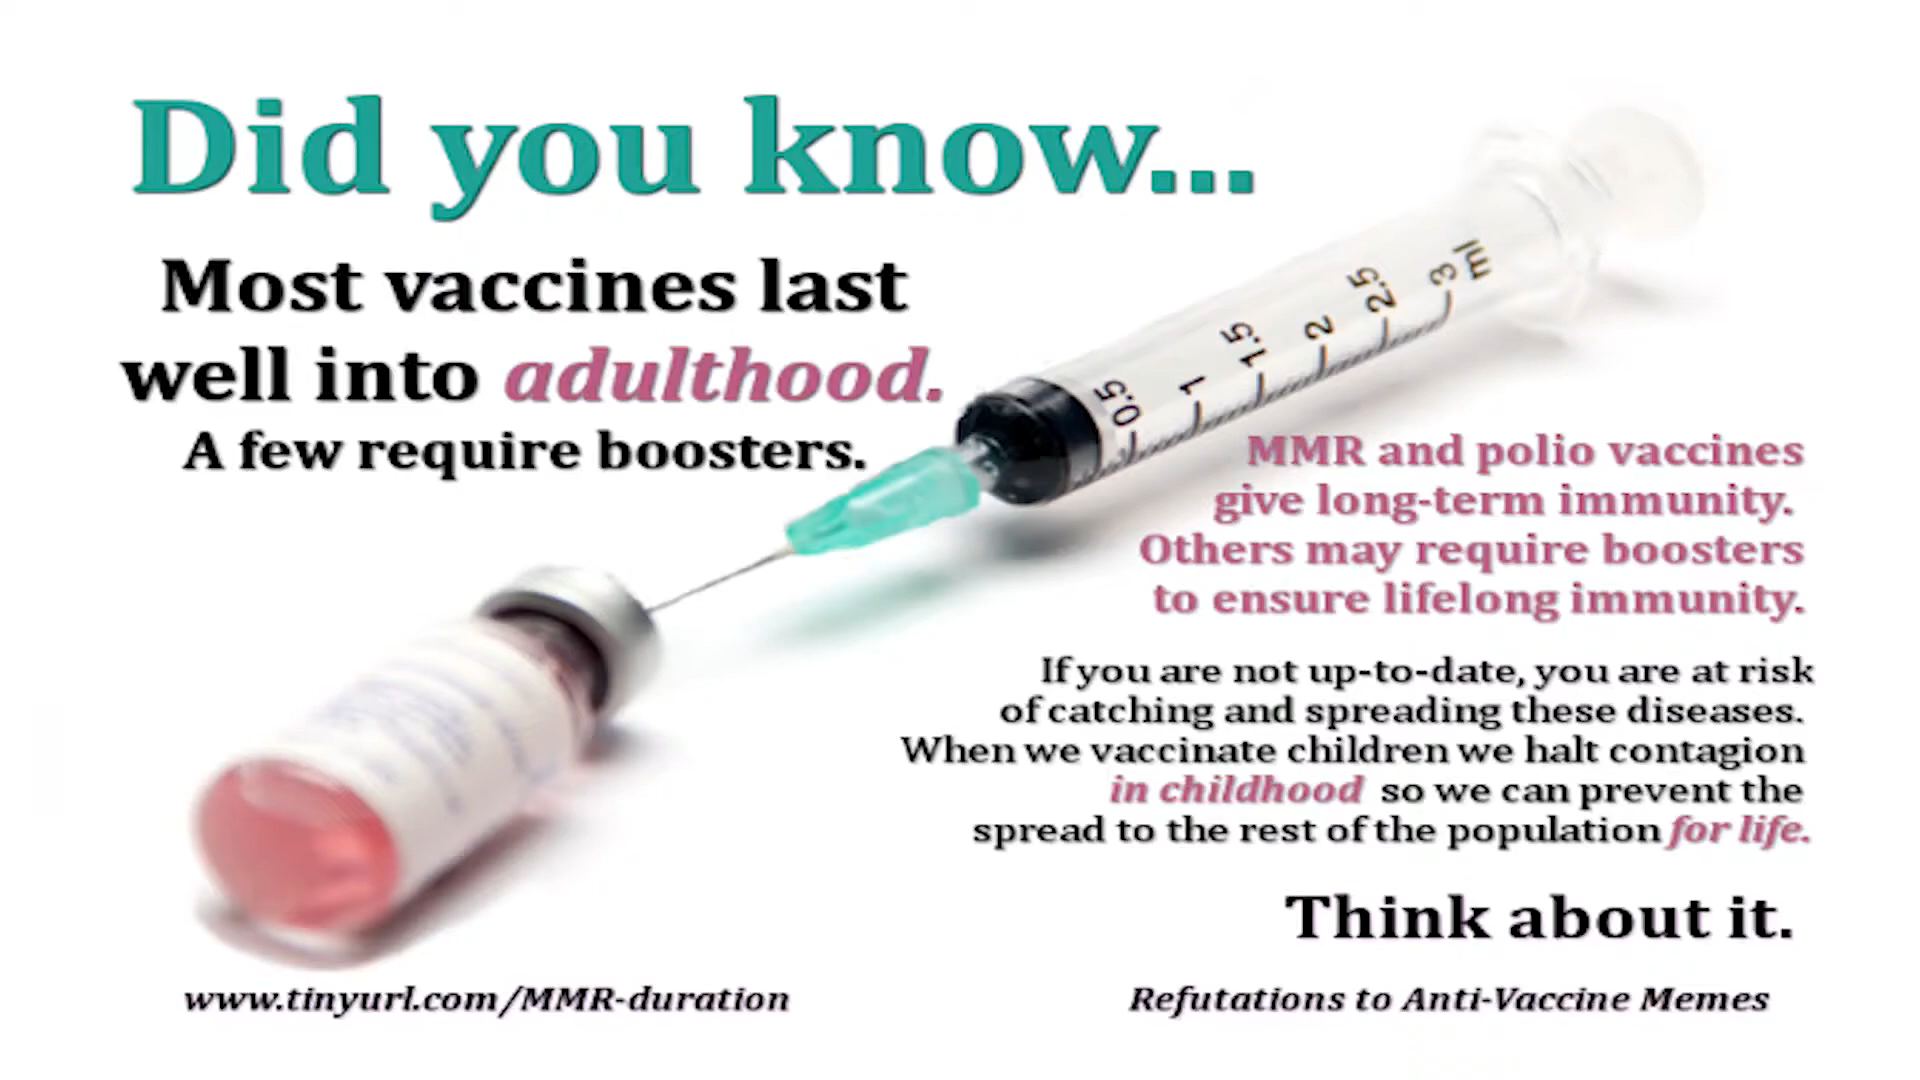 Did you know...
Most vaccines last
well into adulthood.
A few require boosters.
0.5
1
1.5
2
2.5
3
ml
MMR and polio vaccines
give long-term immunity.
Others may require boosters
to ensure lifelong immunity.
If you are not up-to-date, you are at risk
of catching and spreading these diseases.
When we vaccinate children we halt contagion
in childhood so we can prevent the
spread to the rest of the population for life.
Think about it.
www.tinyurl.com/MMR-duration
Refutations to Anti-Vaccine Memes